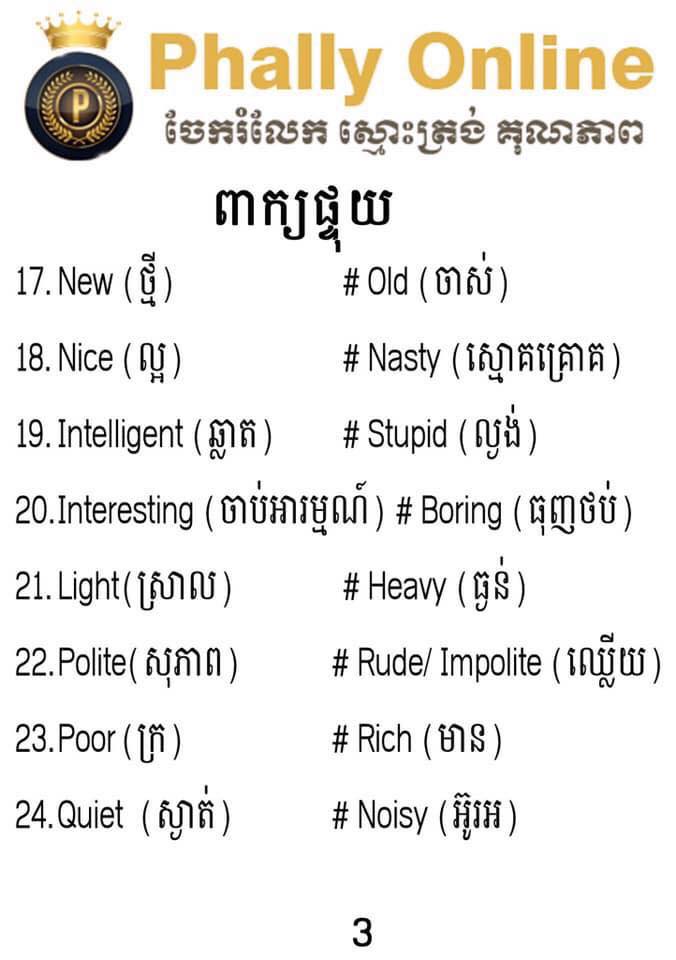 P
Phally Online
ចែករំលែក ស្មោះត្រង់ គុណភាព
ពាក្យផ្ទុយ
17. New ( ថ្មី ) # Old ( ចាស់ )
18. Nice ( ល្អ ) # Nasty ( ស្មោគគ្រោគ )
19. Intelligent ( ឆ្លាត ) # Stupid ( ល្ងង់ )
20.Interesting ( ចាប់អារម្មណ៍ ) # Boring ( ធុញថប់ )
21. Light( ស្រាល ) # Heavy ( ធ្ងន់ )
22.Polite( សុភាព ) # Rude/ Impolite ( ឈ្លើយ )
23.Poor ( ក្រ ) # Rich ( មាន )
24.Quiet ( ស្ងាត់ ) # Noisy ( អ៊ូរអ )
3